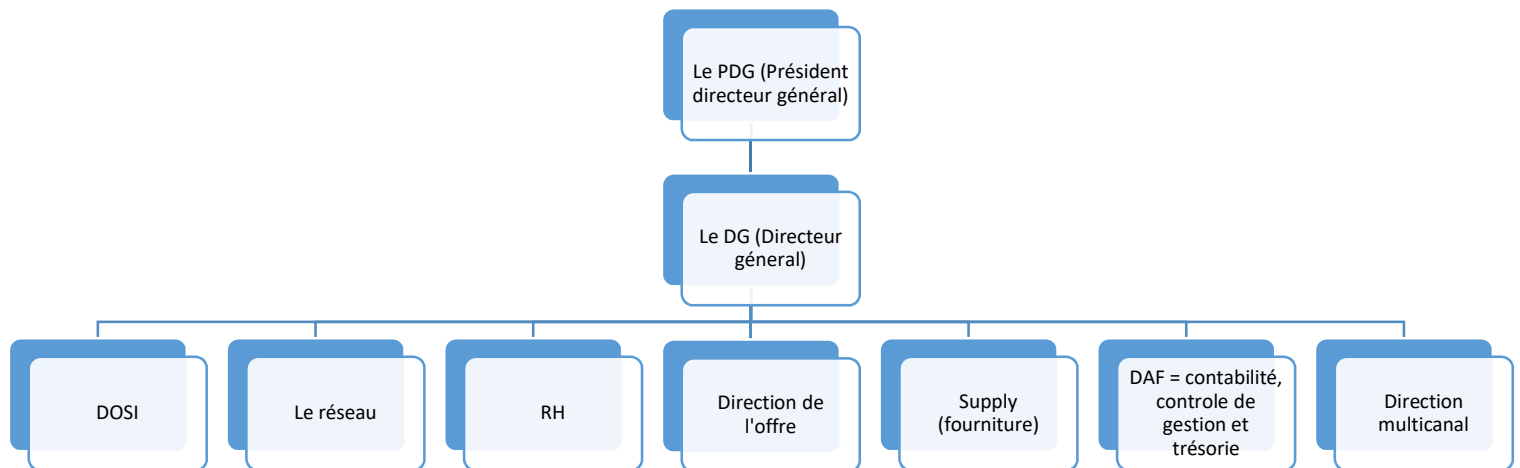 Le PDG (Président
directeur général)
Le DG (Directeur
géneral)
DOSI
Le réseau
RH
Direction de
l'offre
Supply
(fourniture)
DAF = contabilité,
controle de
gestion et
trésorie
Direction
multicanal